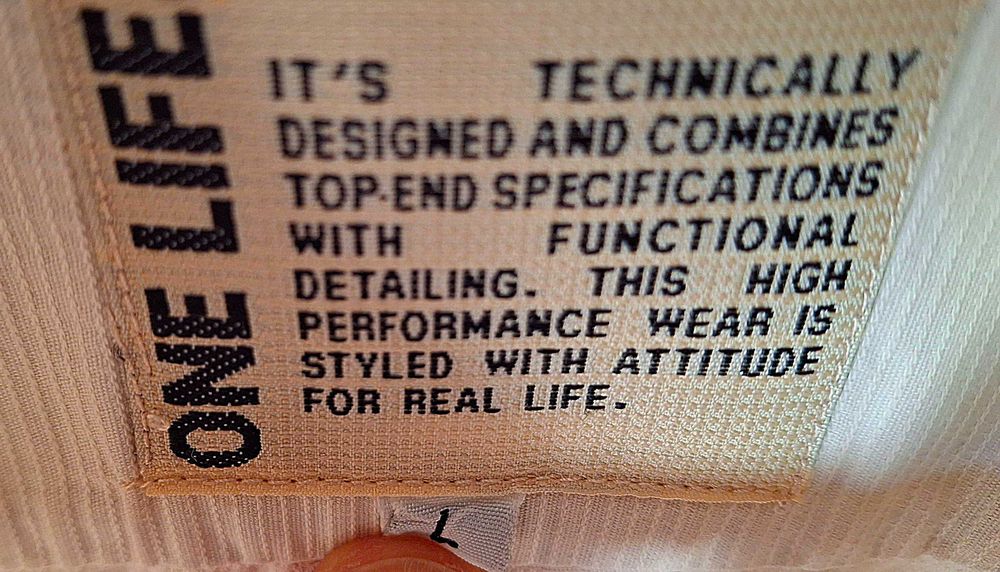 ONE LIFE
IT'S TECHNICALLY
DESIGNED AND COMBINES
TOP-END SPECIFICATIONS
WITH FUNCTIONAL
DETAILING. THIS HIGH
PERFORMANCE WEAR IS
STYLED WITH ATTITUDE
FOR REAL LIFE.
L